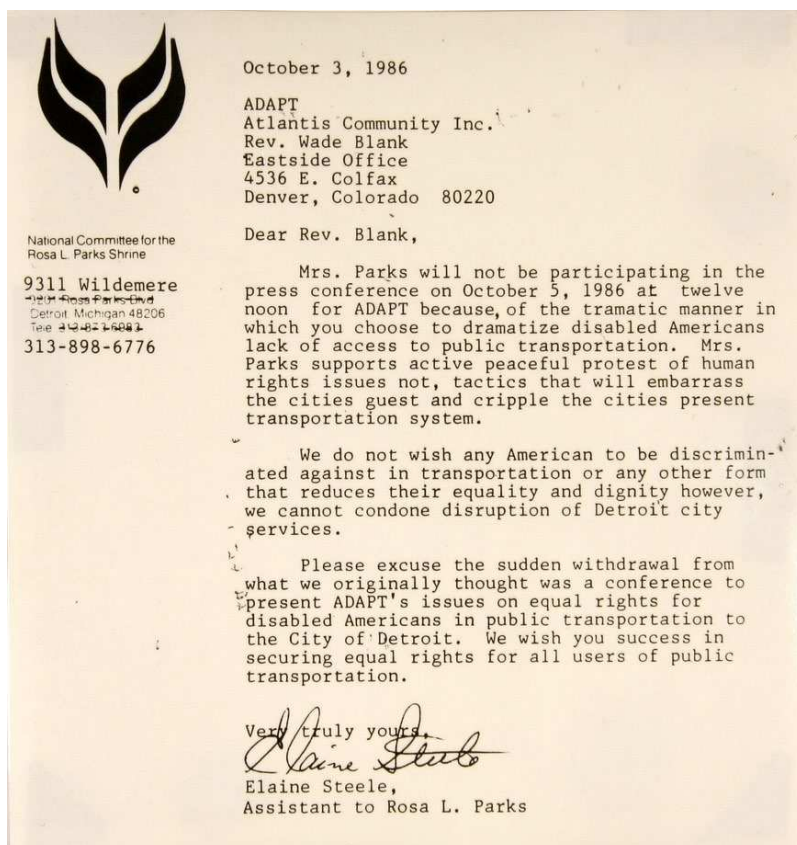 October 3, 1986
ADAPT
Atlantis Community Inc.
Rev. Wade Blank
Eastside Office
4536 E. Colfax
Denver, Colorado 80220
National Committee for the
Rosa L. Parks Shrine
9311 Wildemere
9201 Rosa Parks Blvd
Detroit, Michigan 48206
Tele 313-871-6983
313-898-6776
Dear Rev. Blank,
Mrs. Parks will not be participating in the
press conference on October 5, 1986 at twelve
noon for ADAPT because, of the tramatic manner in
which you choose to dramatize disabled Americans
lack of access to public transportation. Mrs.
Parks supports active peaceful protest of human
rights issues not, tactics that will embarrass
the cities guest and cripple the cities present
transportation system.
We do not wish any American to be discrimin-
ated against in transportation or any other form
that reduces their equality and dignity however,
we cannot condone disruption of Detroit city
services.
Please excuse the sudden withdrawal from
what we originally thought was a conference to
present ADAPT's issues on equal rights for
disabled Americans in public transportation to
the City of Detroit. We wish you success in
securing equal rights for all users of public
transportation.
Very truly yours,
Elaine Steele
Elaine Steele,
Assistant to Rosa L. Parks